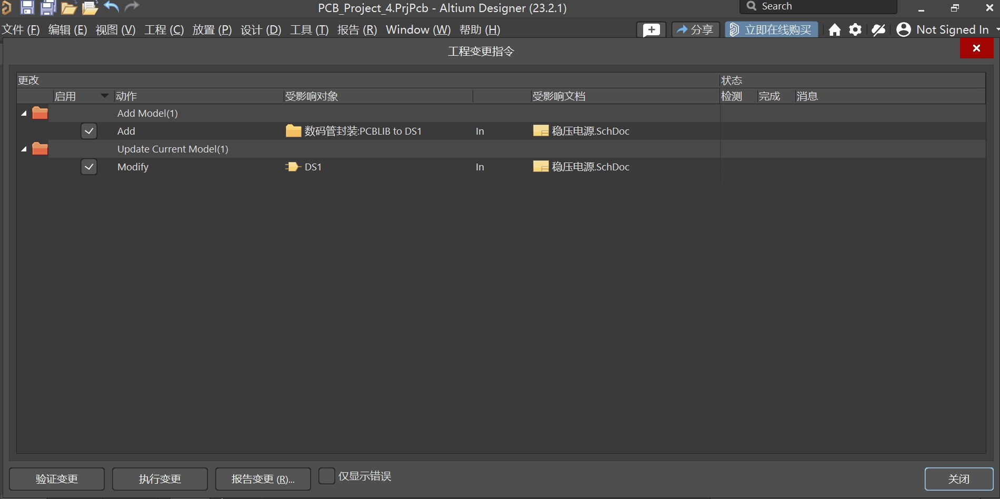 PCB_Project_4.PrjPcb - Altium Designer (23.2.1)
Search
文件 (F) 编辑 (E) 视图 (V) 工程 (C) 放置 (P) 设计 (D) 工具 (T) 报告 (R) Window (W) 帮助 (H)
分享
立即在线购买
Not Signed In
工程变更指令
更改 状态
启用 动作 受影响对象 受影响文档 检测 完成 消息
Add Model(1)
Add 数码管封装:PCBLIB to DS1 In 稳压电源.SchDoc
Update Current Model(1)
Modify DS1 In 稳压电源.SchDoc
验证变更 执行变更 报告变更 (R)... 仅显示错误 关闭